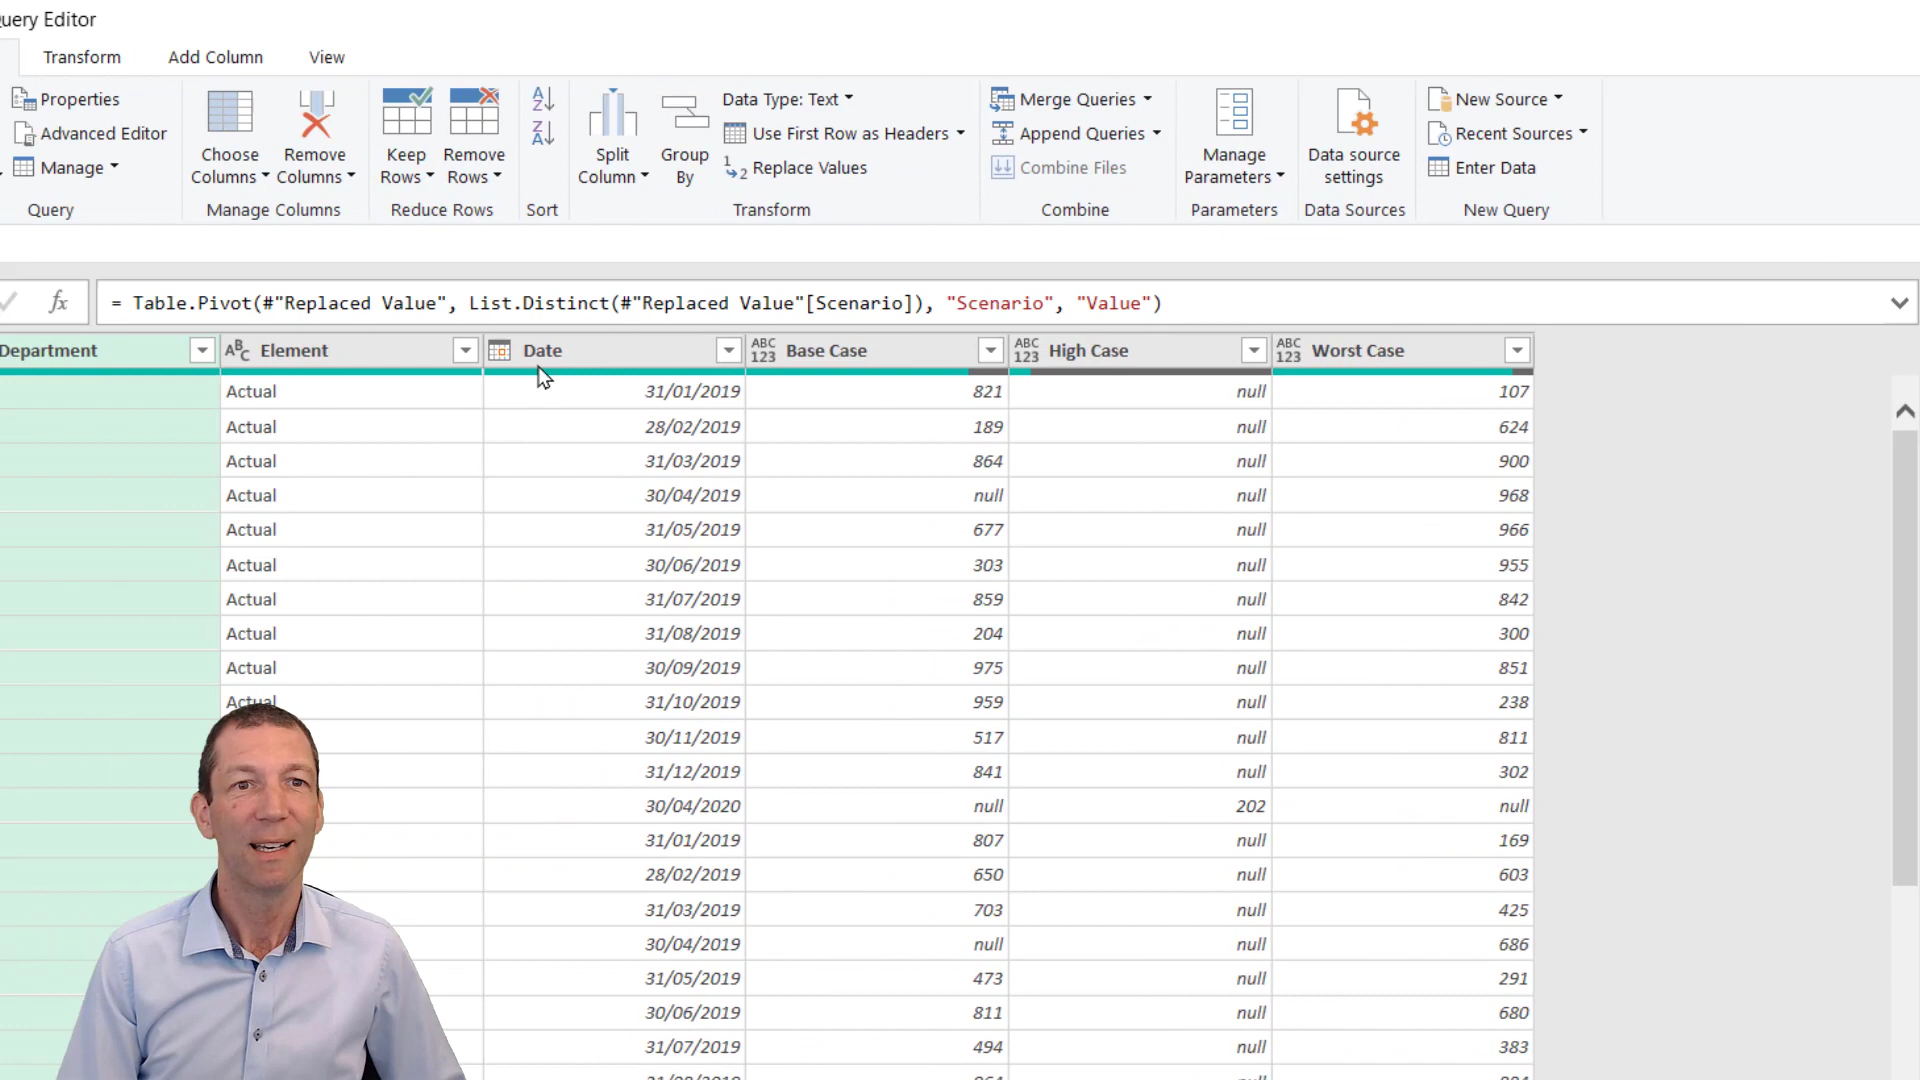 uery Editor
Transform Add Column View
Properties
Advanced Editor
Manage
Query
Choose Columns
Remove Columns
Manage Columns
Keep Rows
Remove Rows
Reduce Rows
A Z
Z A
Sort
Split Column
Group By
Data Type: Text
Use First Row as Headers
1 2 Replace Values
Transform
Merge Queries
Append Queries
Combine Files
Combine
Manage Parameters
Parameters
Data source settings
Data Sources
New Source
Recent Sources
Enter Data
New Query
fx = Table.Pivot(#"Replaced Value", List.Distinct(#"Replaced Value"[Scenario]), "Scenario", "Value")
Department ABC Element Date ABC 123 Base Case ABC 123 High Case ABC 123 Worst Case
Actual 31/01/2019 821 null 107
Actual 28/02/2019 189 null 624
Actual 31/03/2019 864 null 900
Actual 30/04/2019 null null 968
Actual 31/05/2019 677 null 966
Actual 30/06/2019 303 null 955
Actual 31/07/2019 859 null 842
Actual 31/08/2019 204 null 300
Actual 30/09/2019 975 null 851
Actual 31/10/2019 959 null 238
30/11/2019 517 null 811
31/12/2019 841 null 302
30/04/2020 null 202 null
31/01/2019 807 null 169
28/02/2019 650 null 603
31/03/2019 703 null 425
30/04/2019 null null 686
31/05/2019 473 null 291
30/06/2019 811 null 680
31/07/2019 494 null 383